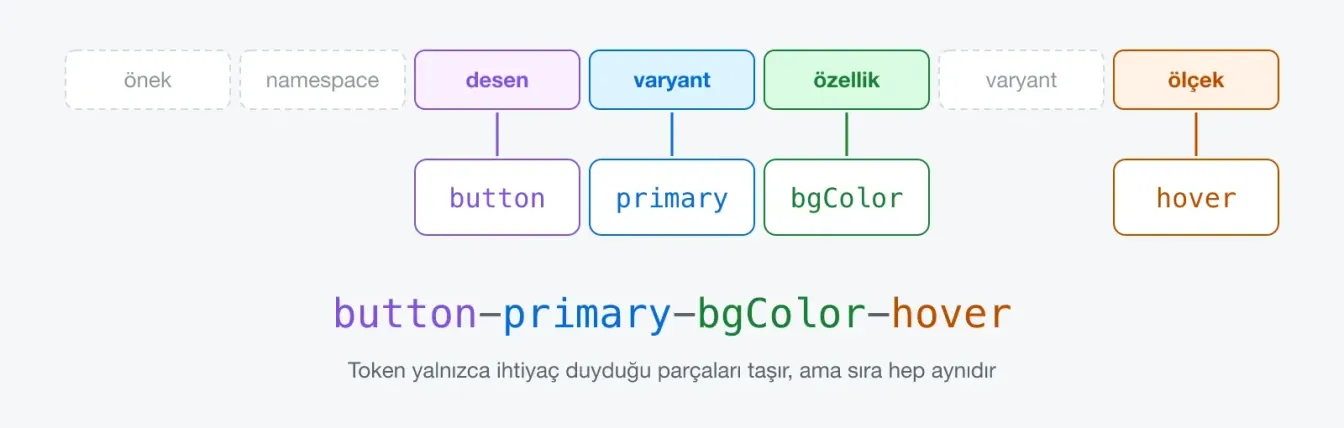 önek namespace desen varyant özellik varyant ölçek
button primary bgColor hover
button-primary-bgColor-hover
Token yalnızca ihtiyaç duyduğu parçaları taşır, ama sıra hep aynıdır